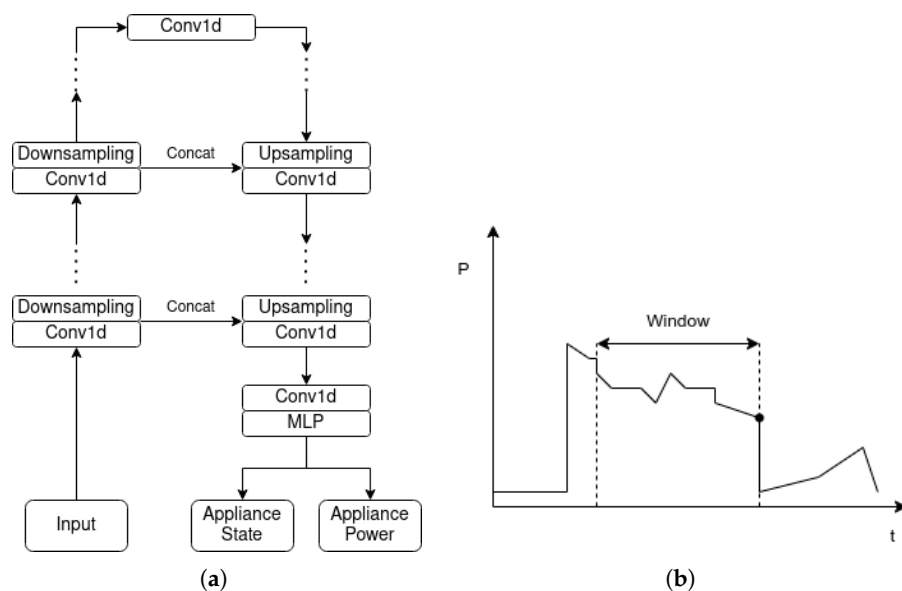 Conv1d
Downsampling
Concat
Upsampling
Conv1d
Conv1d
Downsampling
Concat
Upsampling
Conv1d
Conv1d
Conv1d
MLP
Input
Appliance
State
Appliance
Power
(a)
P
Window
t
(b)